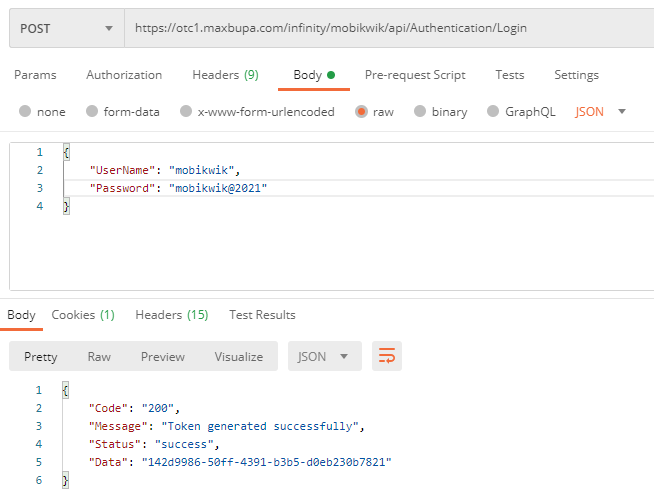 POST https://otc1.maxbupa.com/infinity/mobikwik/api/Authentication/Login
Params Authorization Headers (9) Body Pre-request Script Tests Settings
none form-data x-www-form-urlencoded raw binary GraphQL JSON
1 {
2 "UserName": "mobikwik",
3 "Password": "mobikwik@2021"
4 }
Body Cookies (1) Headers (15) Test Results
Pretty Raw Preview Visualize JSON
1 {
2 "Code": "200",
3 "Message": "Token generated successfully",
4 "Status": "success",
5 "Data": "142d9986-50ff-4391-b3b5-d0eb230b7821"
6 }